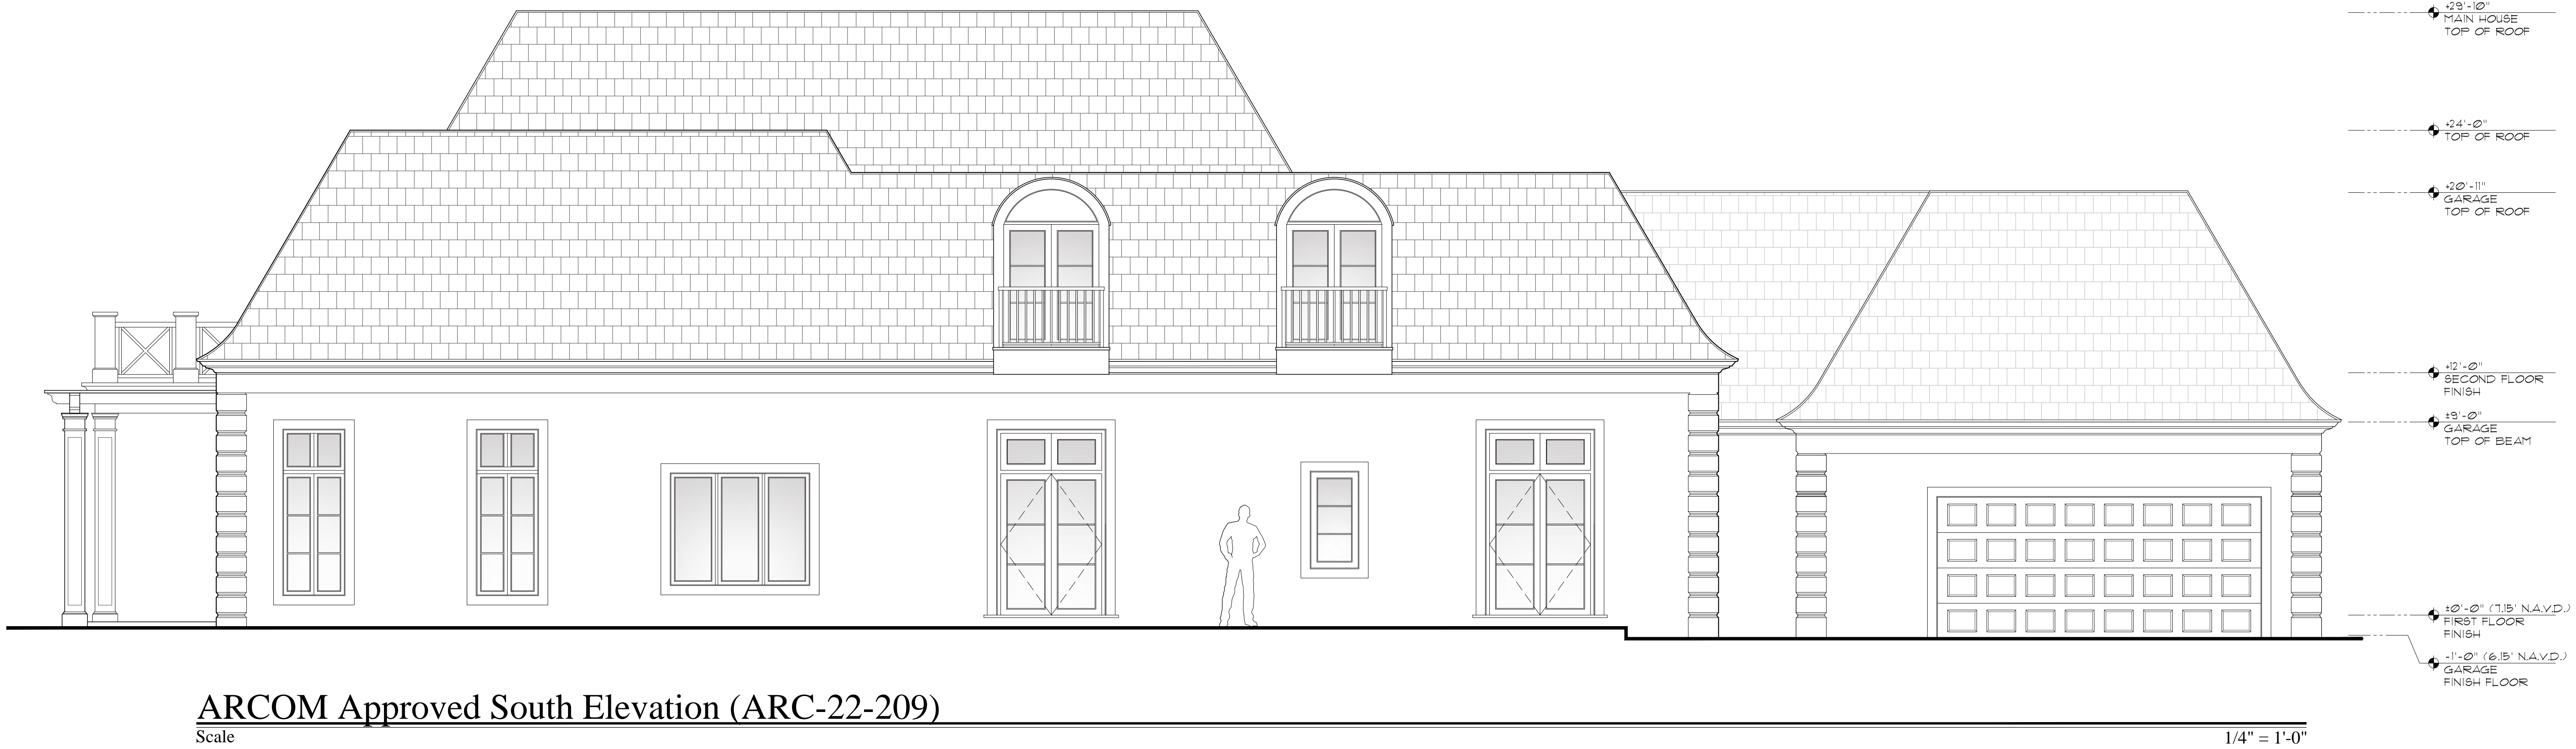 +29'-10"
MAIN HOUSE
TOP OF ROOF
+24'-0"
TOP OF ROOF
+20'-11"
GARAGE
TOP OF ROOF
+12'-0"
SECOND FLOOR
FINISH
±9'-0"
GARAGE
TOP OF BEAM
±0'-0" (7.15' N.A.V.D.)
FIRST FLOOR
FINISH
-1'-0" (6.15' N.A.V.D.)
GARAGE
FINISH FLOOR
ARCOM Approved South Elevation (ARC-22-209)
Scale
1/4" = 1'-0"